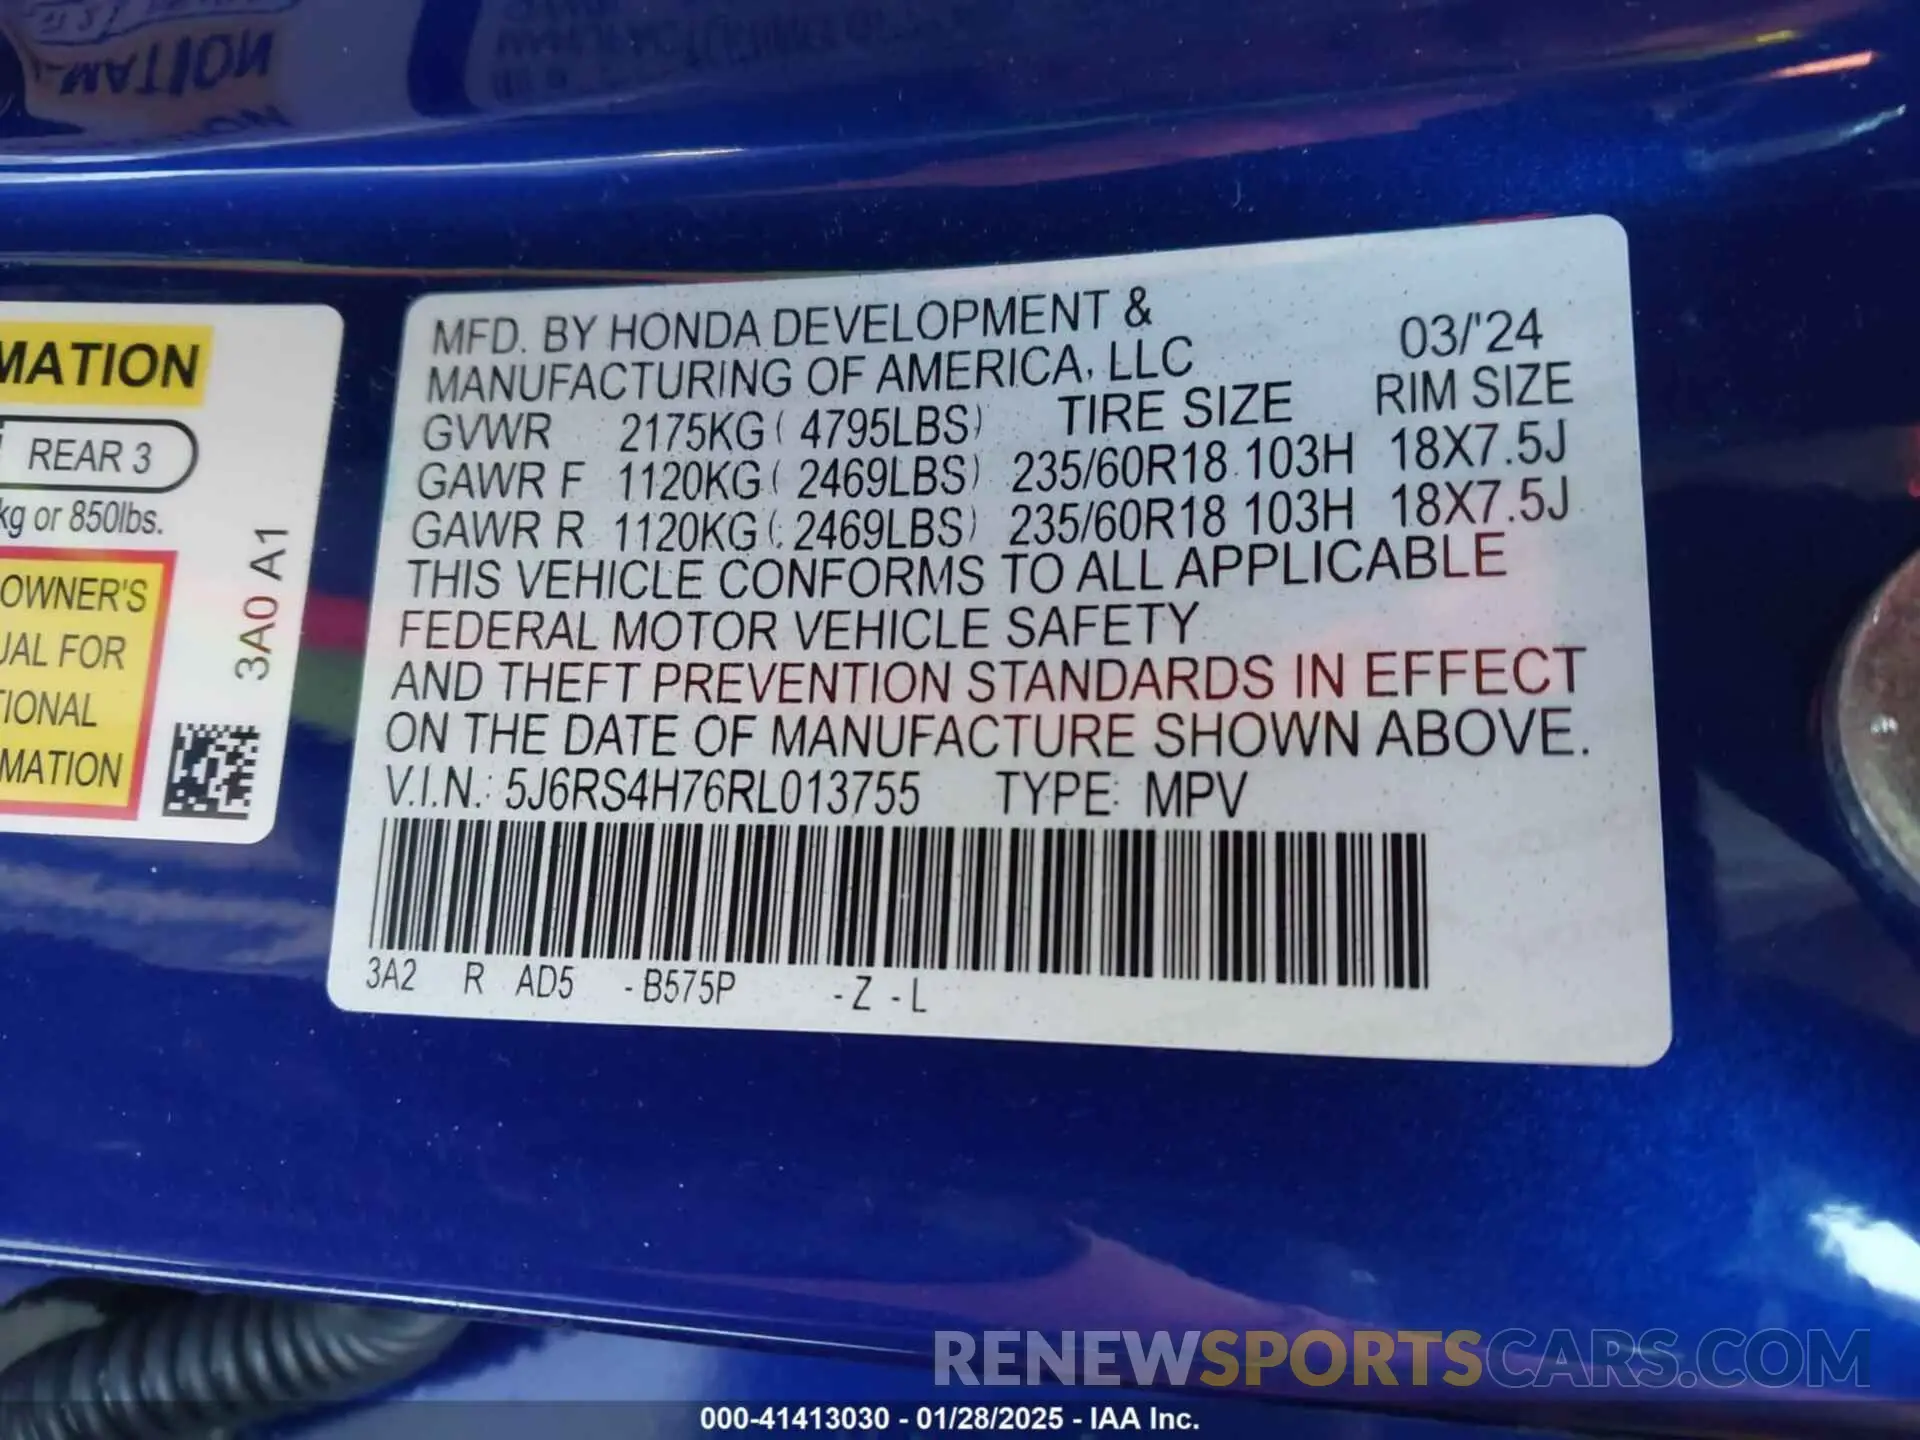 MATION
REAR 3
kg or 850lbs.
OWNER'S
UAL FOR
TIONAL
MATION
3A0 A1
MFD. BY HONDA DEVELOPMENT &
MANUFACTURING OF AMERICA, LLC 03/'24
GVWR 2175KG ( 4795LBS) TIRE SIZE RIM SIZE
GAWR F 1120KG ( 2469LBS) 235/60R18 103H 18X7.5J
GAWR R 1120KG ( 2469LBS) 235/60R18 103H 18X7.5J
THIS VEHICLE CONFORMS TO ALL APPLICABLE
FEDERAL MOTOR VEHICLE SAFETY
AND THEFT PREVENTION STANDARDS IN EFFECT
ON THE DATE OF MANUFACTURE SHOWN ABOVE.
V.I.N.: 5J6RS4H76RL013755 TYPE: MPV
3A2 R AD5 -B575P -Z -L
RENEWSPORTSCARS.COM
000-41413030 - 01/28/2025 - IAA Inc.